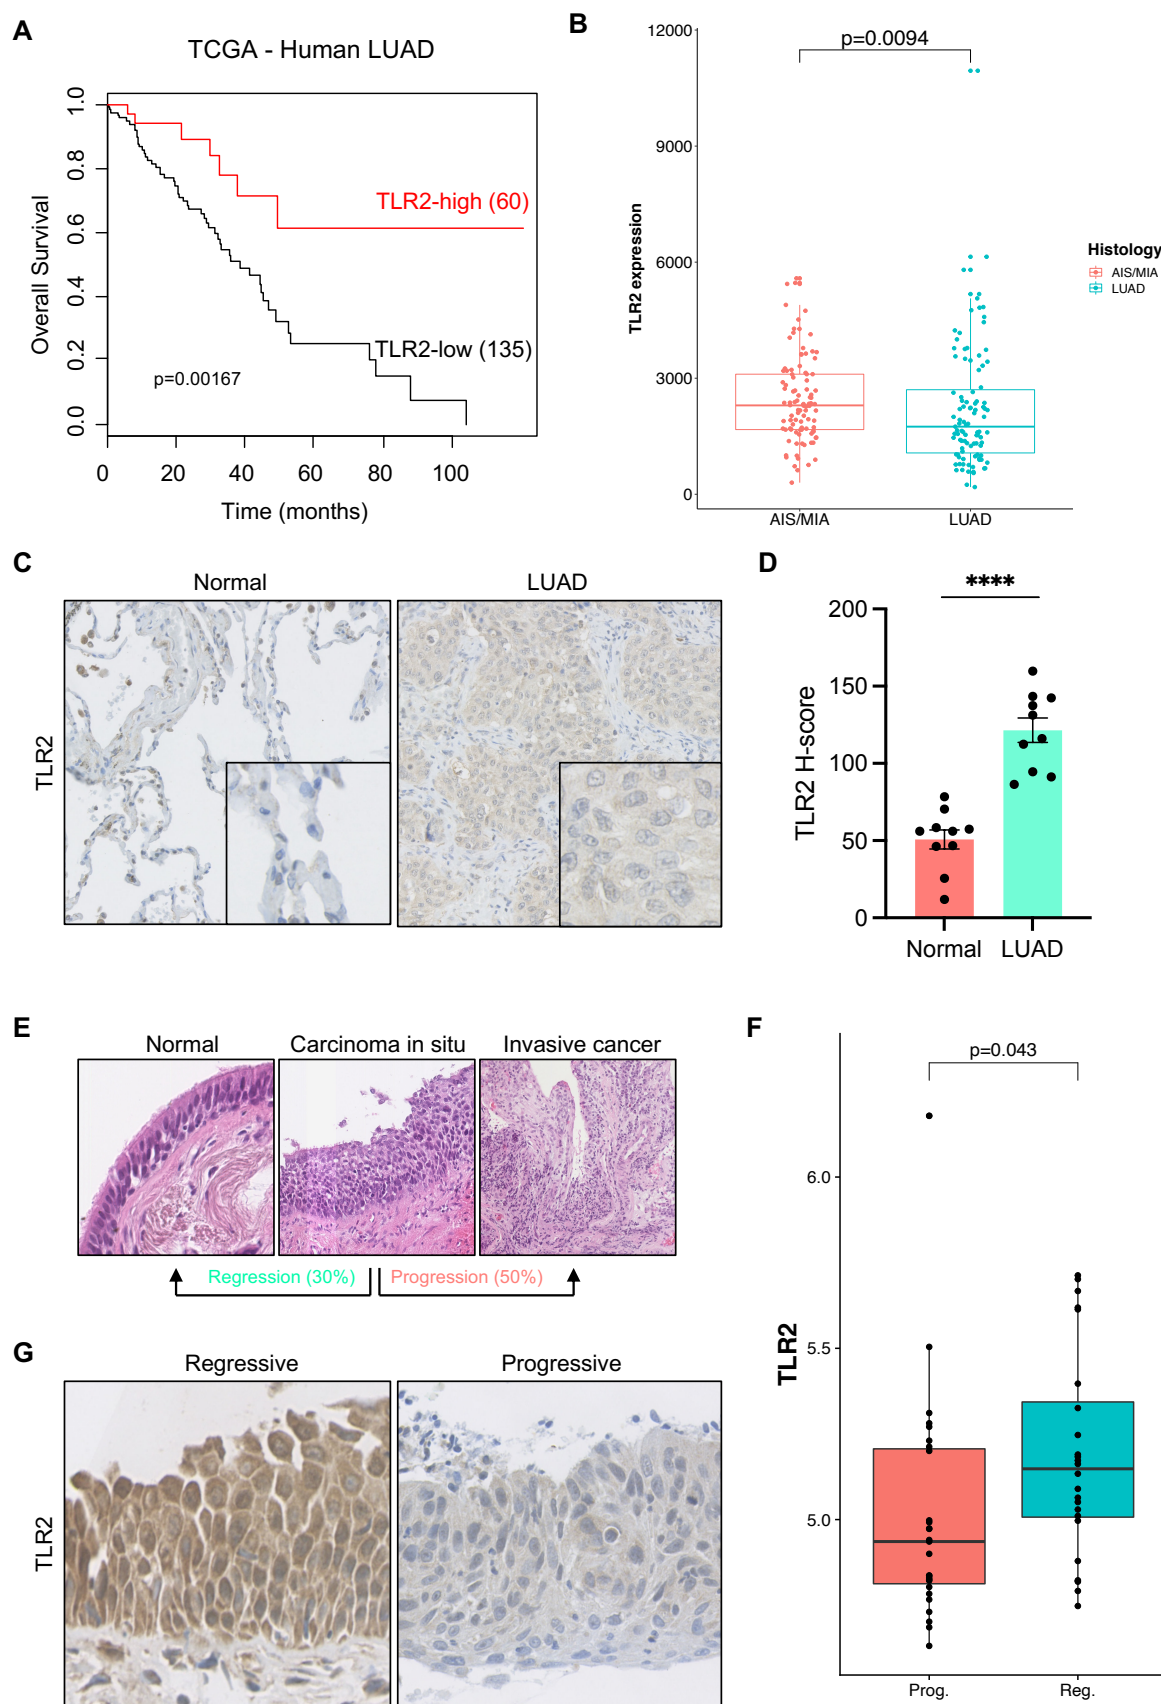 A
TCGA - Human LUAD
Overall Survival
1.0
0.8
0.6
0.4
0.2
0.0
TLR2-high (60)
TLR2-low (135)
p=0.00167
0 20 40 60 80 100
Time (months)
B
p=0.0094
TLR2 expression
12000
9000
6000
3000
0
AIS/MIA LUAD
Histology
AIS/MIA
LUAD
C
Normal LUAD
TLR2
D
****
TLR2 H-score
200
150
100
50
0
Normal LUAD
E
Normal Carcinoma in situ Invasive cancer
Regression (30%) Progression (50%)
F
p=0.043
TLR2
6.0
5.5
5.0
Prog. Reg.
G
Regressive Progressive
TLR2